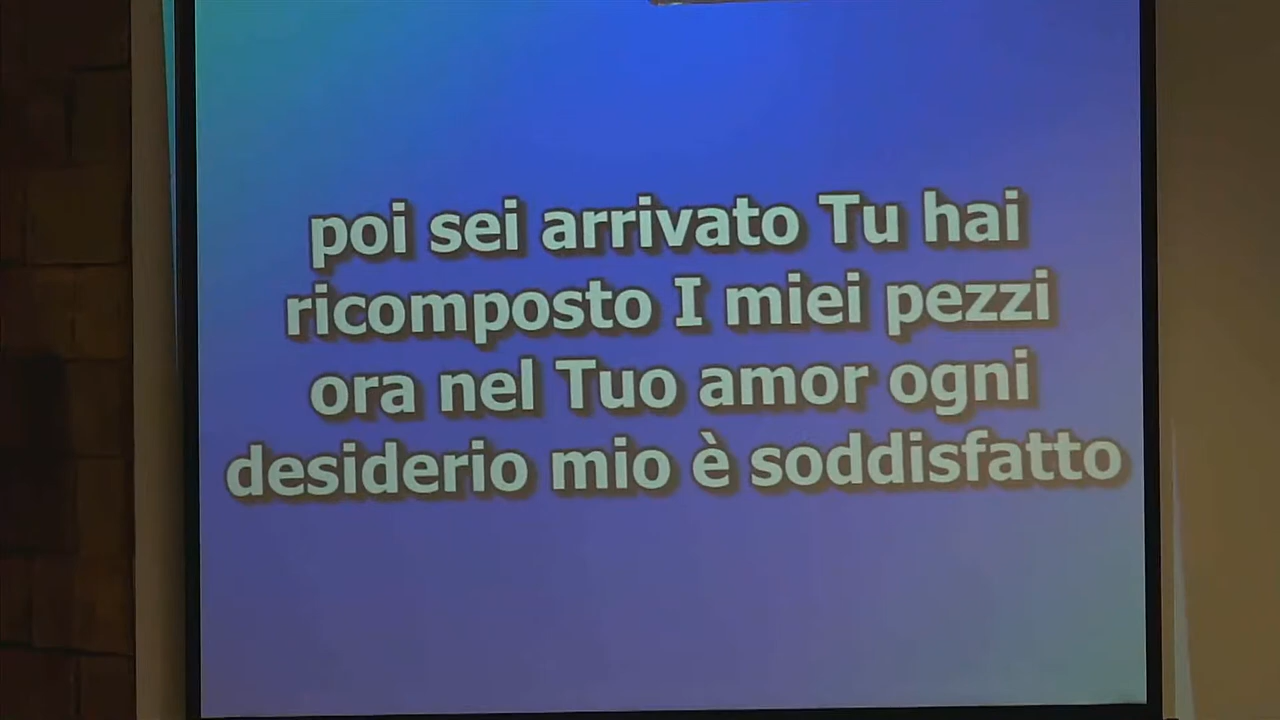 poi sei arrivato Tu hai
ricomposto I miei pezzi
ora nel Tuo amor ogni
desiderio mio è soddisfatto